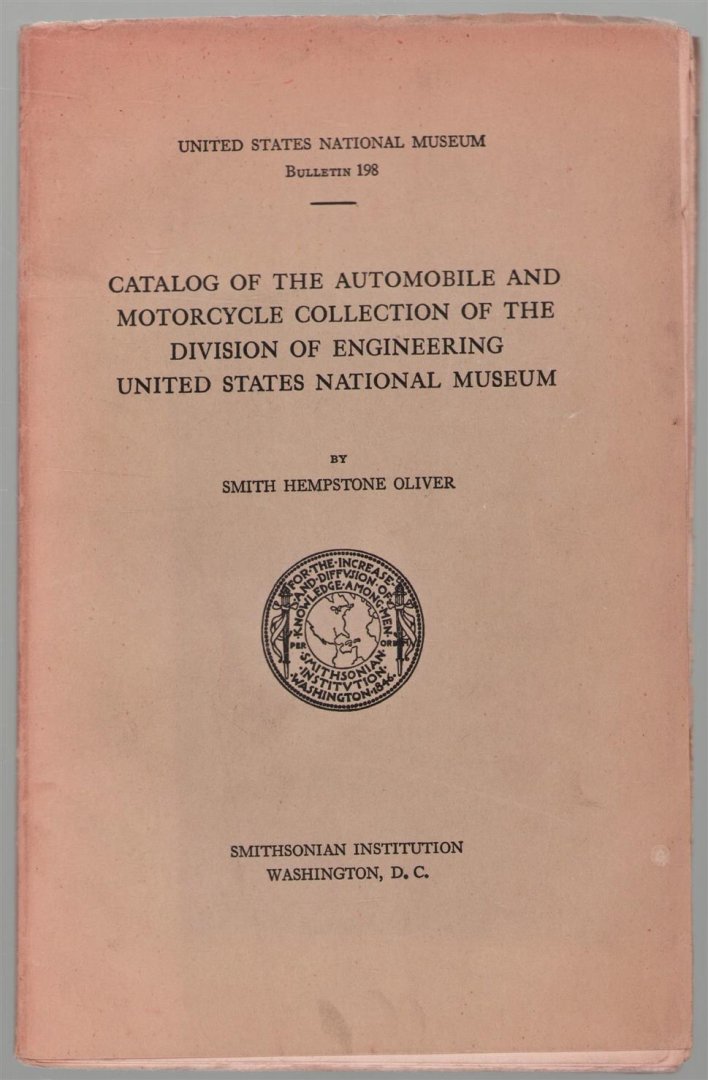 UNITED STATES NATIONAL MUSEUM
BULLETIN 198
CATALOG OF THE AUTOMOBILE AND
MOTORCYCLE COLLECTION OF THE
DIVISION OF ENGINEERING
UNITED STATES NATIONAL MUSEUM
BY
SMITH HEMPSTONE OLIVER
FOR·THE·INCREASE·
AND·DIFFVSION·OF
KNOWLEDGE·AMONG·MEN
PER ORBEM
·SMITHSONIAN·
·INSTITVTION·
WASHINGTON·1846·
SMITHSONIAN INSTITUTION
WASHINGTON, D. C.